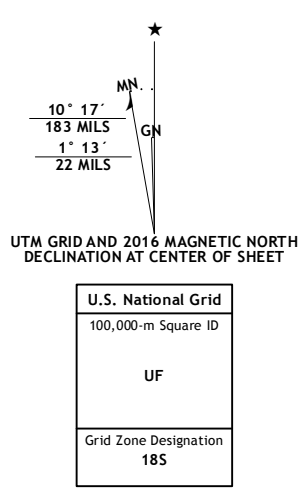 ★
MN
10° 17´
183 MILS
GN
1° 13´
22 MILS
UTM GRID AND 2016 MAGNETIC NORTH
DECLINATION AT CENTER OF SHEET
U.S. National Grid
100,000-m Square ID
UF
Grid Zone Designation
18S